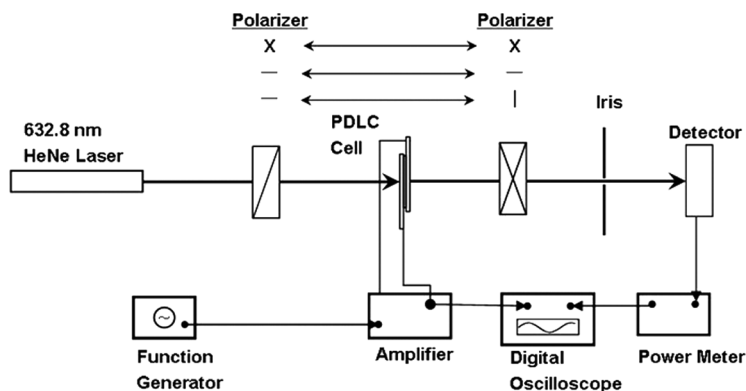 Polarizer Polarizer
X X
— —
— |
632.8 nm
HeNe Laser
PDLC
Cell
Iris
Detector
Function
Generator
Amplifier
Digital
Oscilloscope
Power Meter